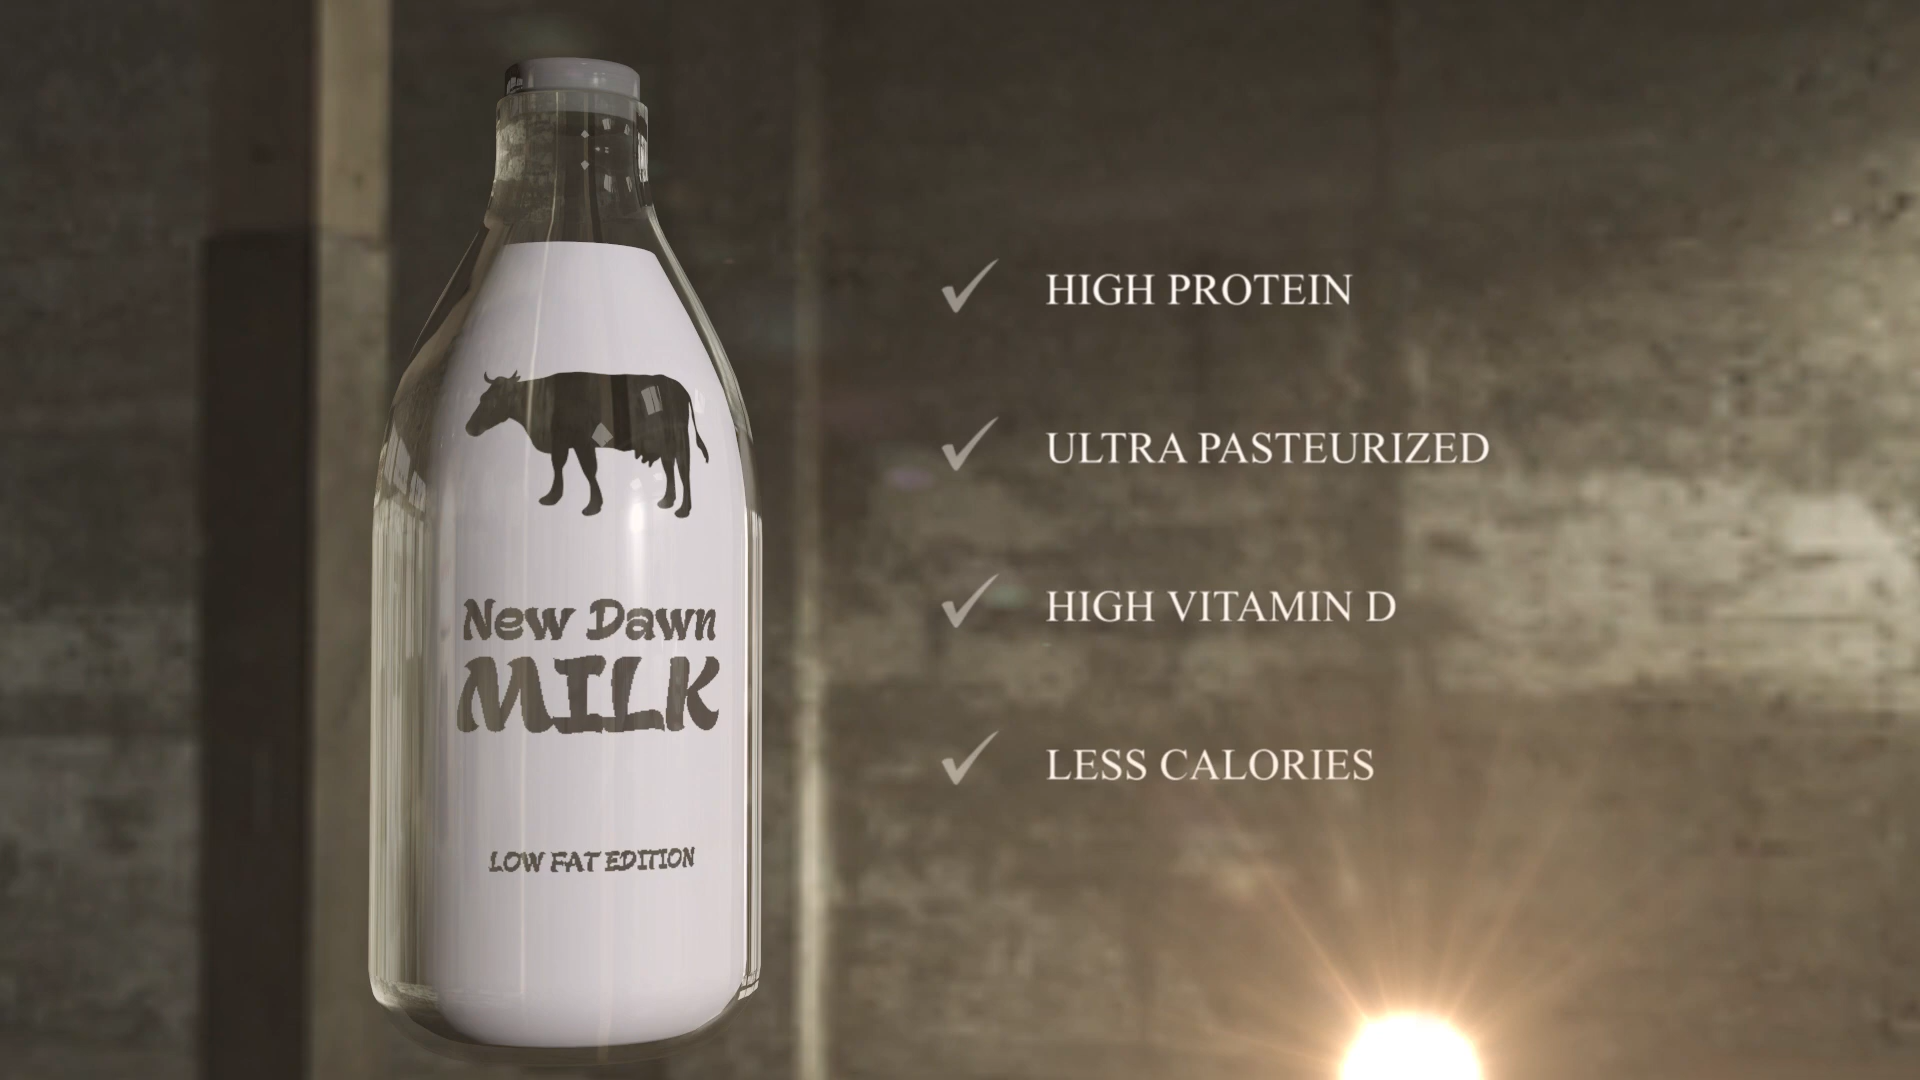 New Dawn
MILK
LOW FAT EDITION
HIGH PROTEIN
ULTRA PASTEURIZED
HIGH VITAMIN D
LESS CALORIES